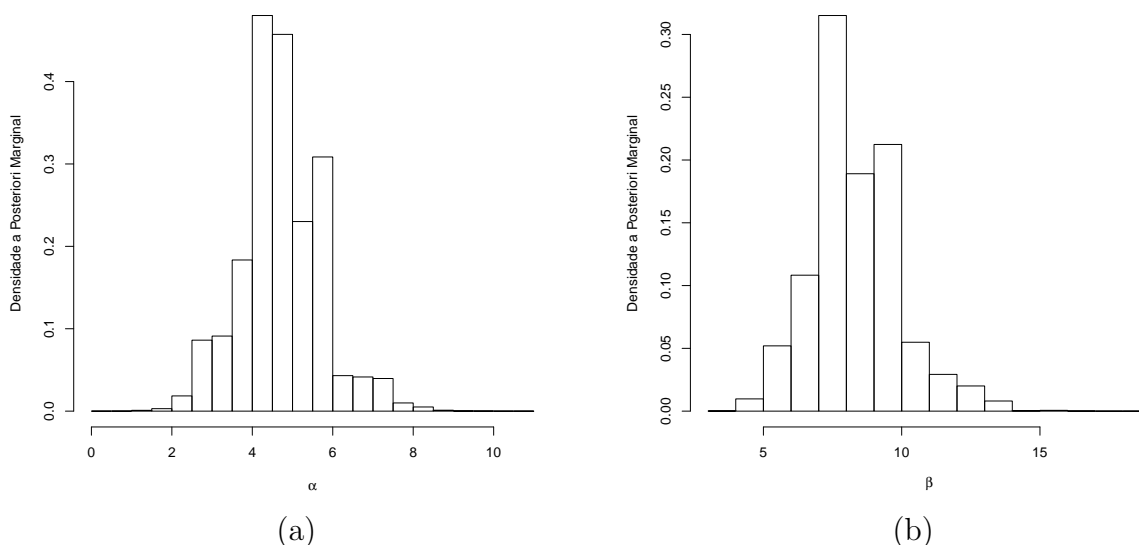 Densidade a Posteriori Marginal
0.4
0.3
0.2
0.1
0.0
0 2 4 6 8 10
α
(a)
Densidade a Posteriori Marginal
0.30
0.25
0.20
0.15
0.10
0.05
0.00
5 10 15
β
(b)